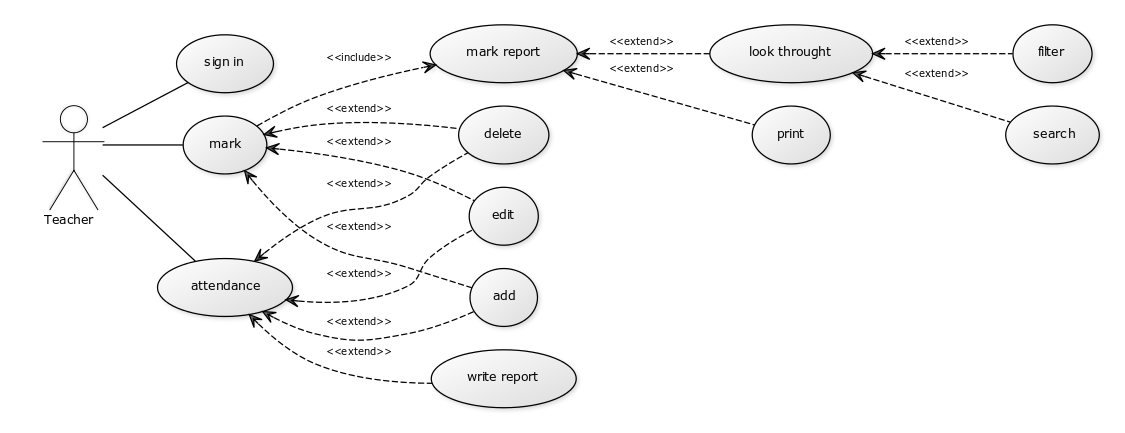 sign in
<<include>>
mark report
<<extend>>
look throught
<<extend>>
filter
<<extend>>
<<extend>>
<<extend>>
delete
print
search
mark
<<extend>>
<<extend>>
edit
Teacher
<<extend>>
<<extend>>
attendance
add
<<extend>>
<<extend>>
write report